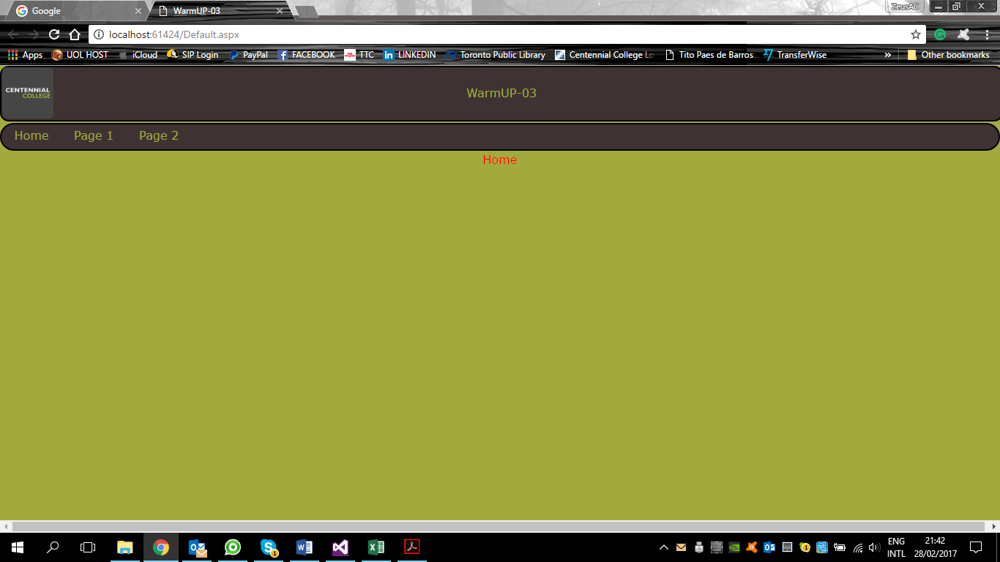 Google
WarmUP-03
ZeusAC
localhost:61424/Default.aspx
Apps
UOL HOST
iCloud
SIP Login
PayPal
FACEBOOK
TTC
LINKEDIN
Toronto Public Library
Centennial College Lo
Tito Paes de Barros
TransferWise
»
Other bookmarks
CENTENNIAL
COLLEGE
WarmUP-03
Home Page 1 Page 2
Home
ENG
INTL
21:42
28/02/2017